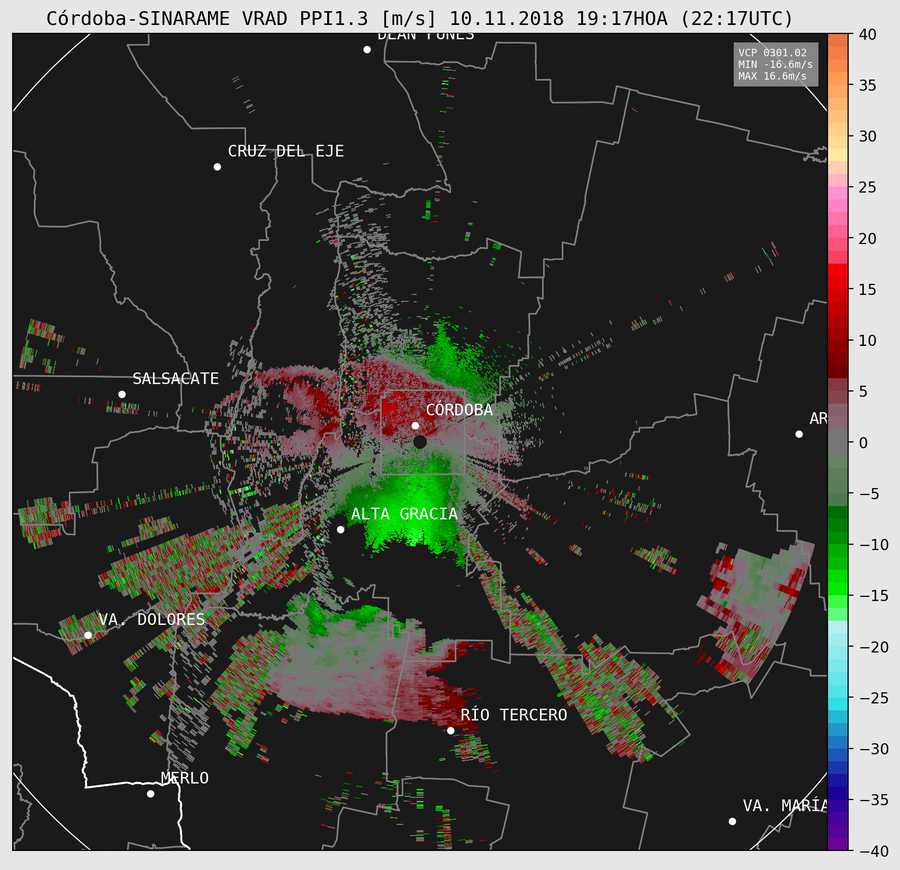 Córdoba-SINARAME VRAD PPI1.3 [m/s] 10.11.2018 19:17HOA (22:17UTC)
DEAN FUNES
VCP 0301.02
MIN -16.6m/s
MAX 16.6m/s
CRUZ DEL EJE
SALSACATE
CÓRDOBA
AR
ALTA GRACIA
VA. DOLORES
RÍO TERCERO
MERLO
VA. MARÍA
40
35
30
25
20
15
10
5
0
−5
−10
−15
−20
−25
−30
−35
−40